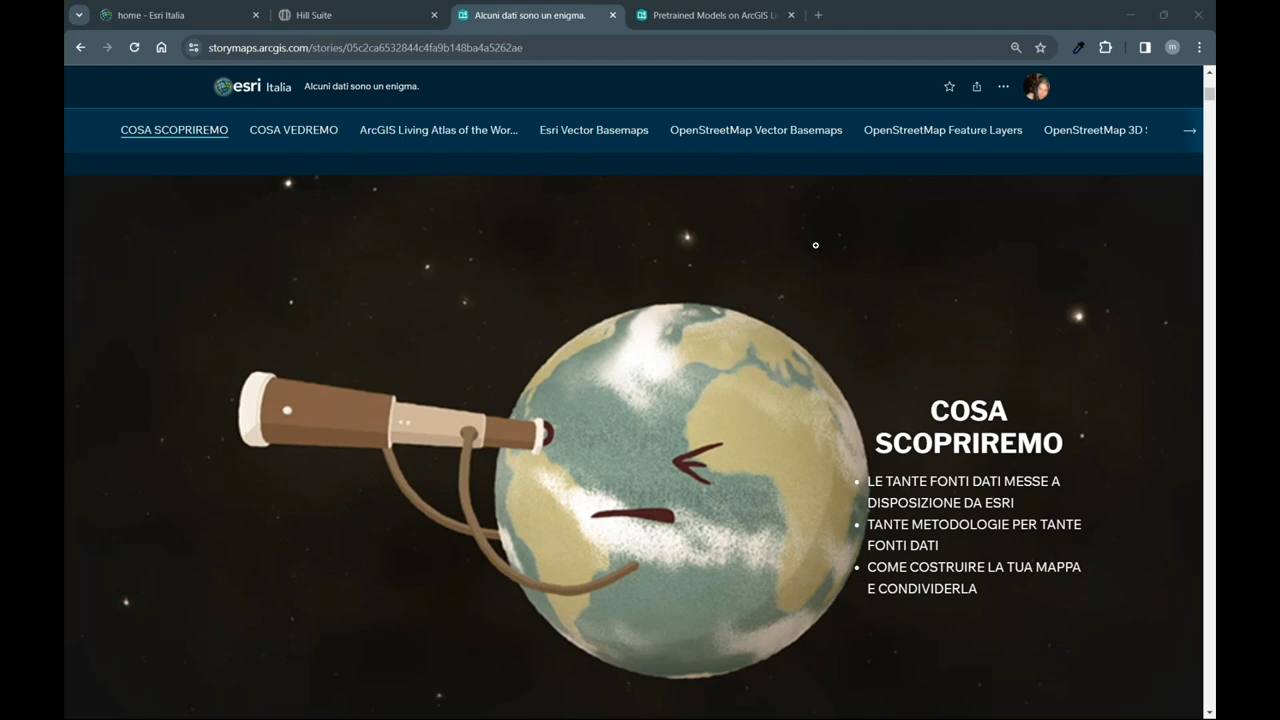 home - Esri Italia
Hill Suite
Alcuni dati sono un enigma.
Pretrained Models on ArcGIS Li
storymaps.arcgis.com/stories/05c2ca6532844c4fa9b148ba4a5262ae
m
esri Italia
Alcuni dati sono un enigma.
COSA SCOPRIREMO
COSA VEDREMO
ArcGIS Living Atlas of the Wor...
Esri Vector Basemaps
OpenStreetMap Vector Basemaps
OpenStreetMap Feature Layers
OpenStreetMap 3D
COSA
SCOPRIREMO
• LE TANTE FONTI DATI MESSE A
DISPOSIZIONE DA ESRI
• TANTE METODOLOGIE PER TANTE
FONTI DATI
• COME COSTRUIRE LA TUA MAPPA
E CONDIVIDERLA